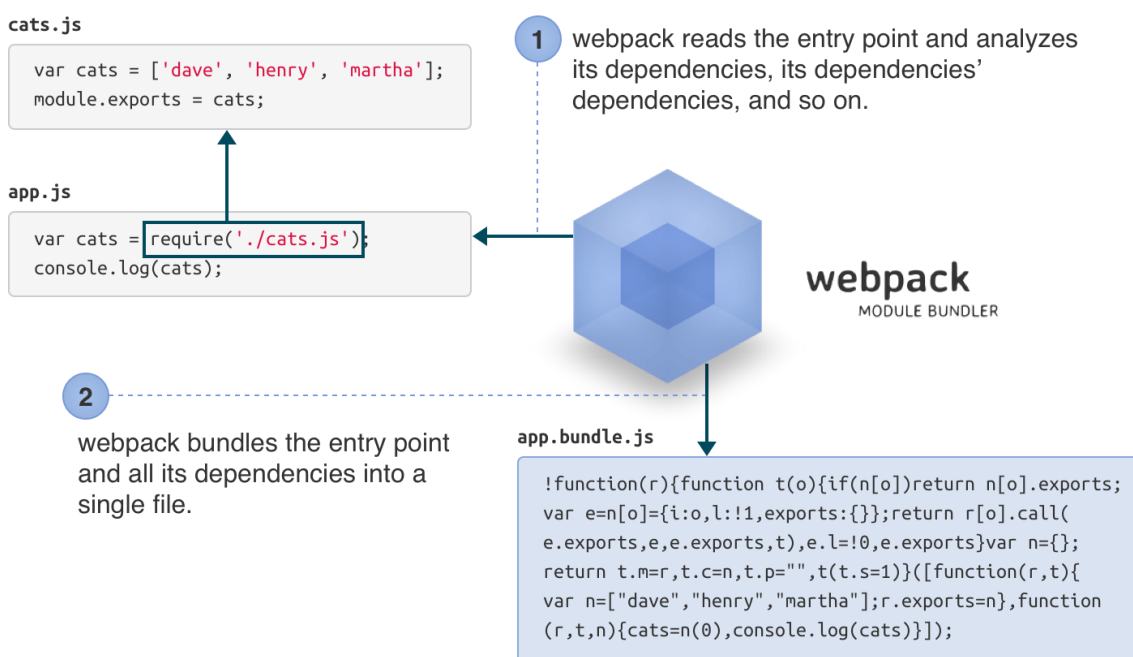 cats.js
var cats = ['dave', 'henry', 'martha'];
module.exports = cats;
1
webpack reads the entry point and analyzes
its dependencies, its dependencies’
dependencies, and so on.
app.js
var cats = require('./cats.js');
console.log(cats);
webpack
MODULE BUNDLER
2
webpack bundles the entry point
and all its dependencies into a
single file.
app.bundle.js
!function(r){function t(o){if(n[o])return n[o].exports;
var e=n[o]={i:o,l:!1,exports:{}};return r[o].call(
e.exports,e,e.exports,t),e.l=!0,e.exports}var n={};
return t.m=r,t.c=n,t.p="",t(t.s=1)}([function(r,t){
var n=["dave","henry","martha"];r.exports=n},function
(r,t,n){cats=n(0),console.log(cats)}]);